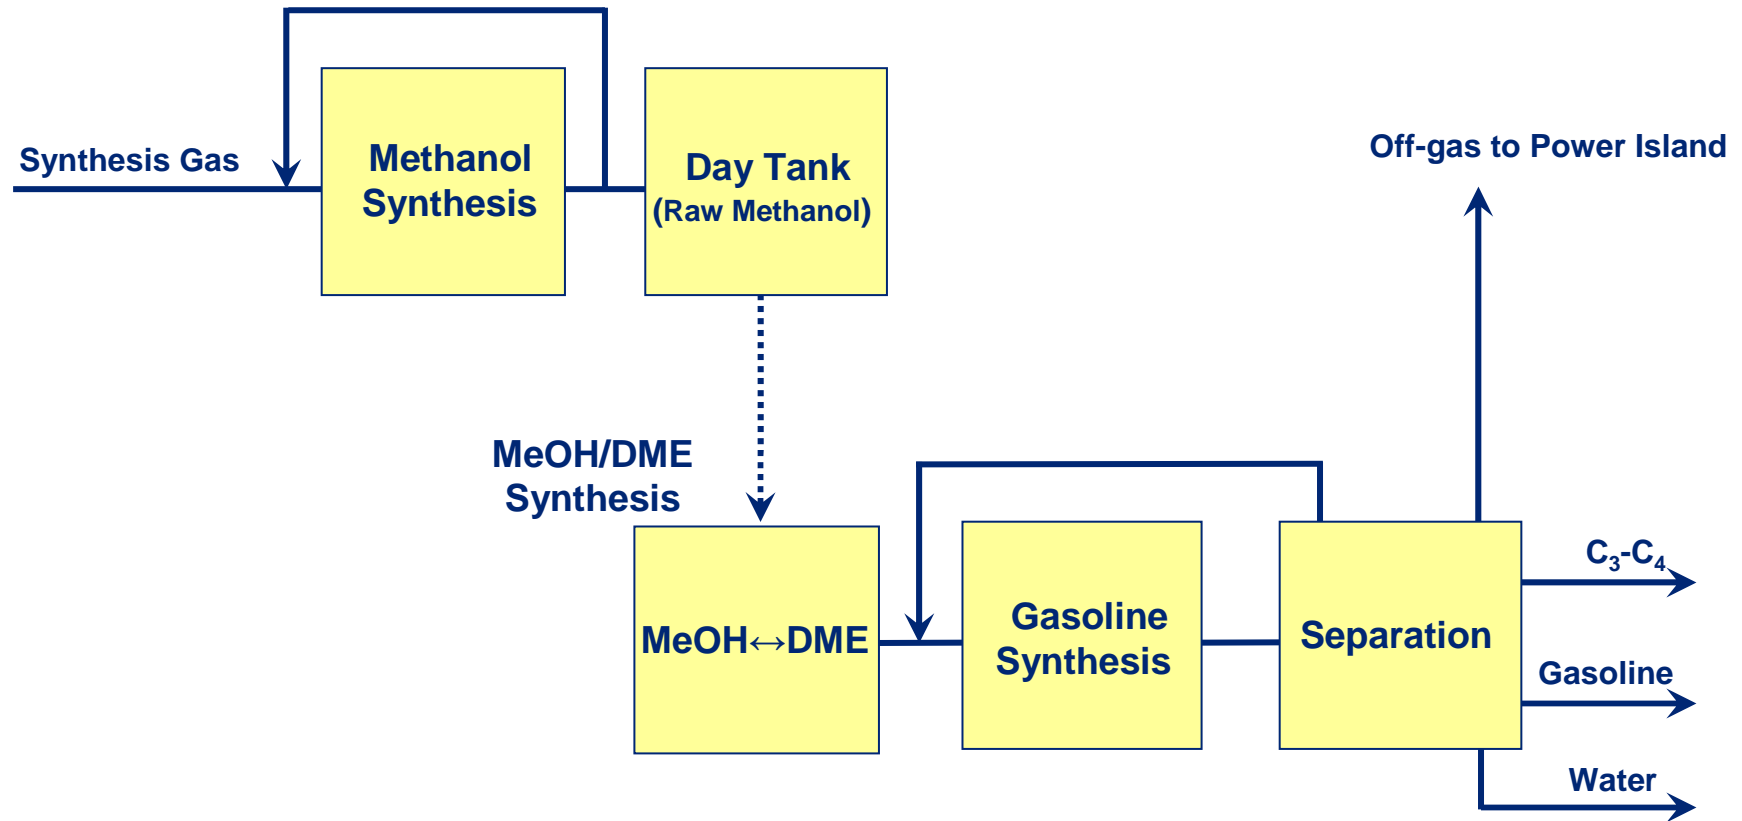 Synthesis Gas
Methanol
Synthesis
Day Tank
(Raw Methanol)
Off-gas to Power Island
MeOH/DME
Synthesis
MeOH↔DME
Gasoline
Synthesis
Separation
C₃-C₄
Gasoline
Water